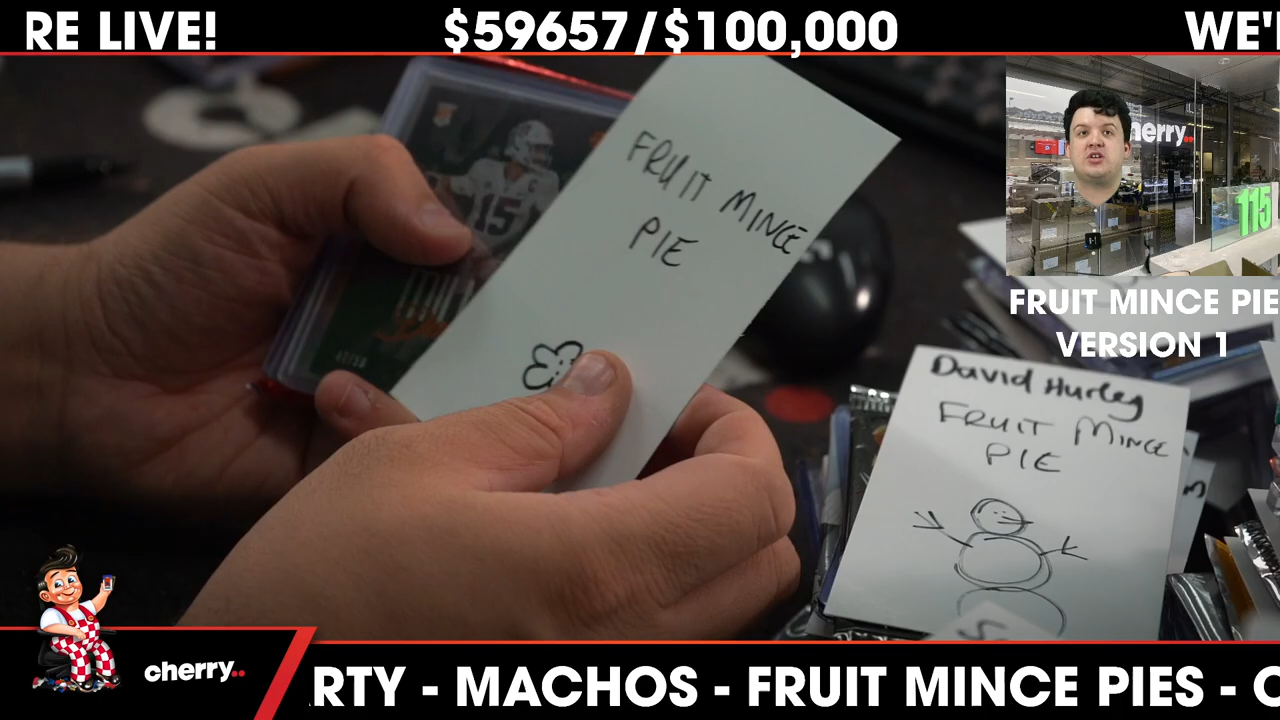 RE LIVE!
$59657/$100,000
WE'
FRUIT MINCE
PIE
15
cherry..
115
FRUIT MINCE PIE
VERSION 1
David Hurley
FRUIT MINCE
PIE
cherry..
RTY - MACHOS - FRUIT MINCE PIES - C